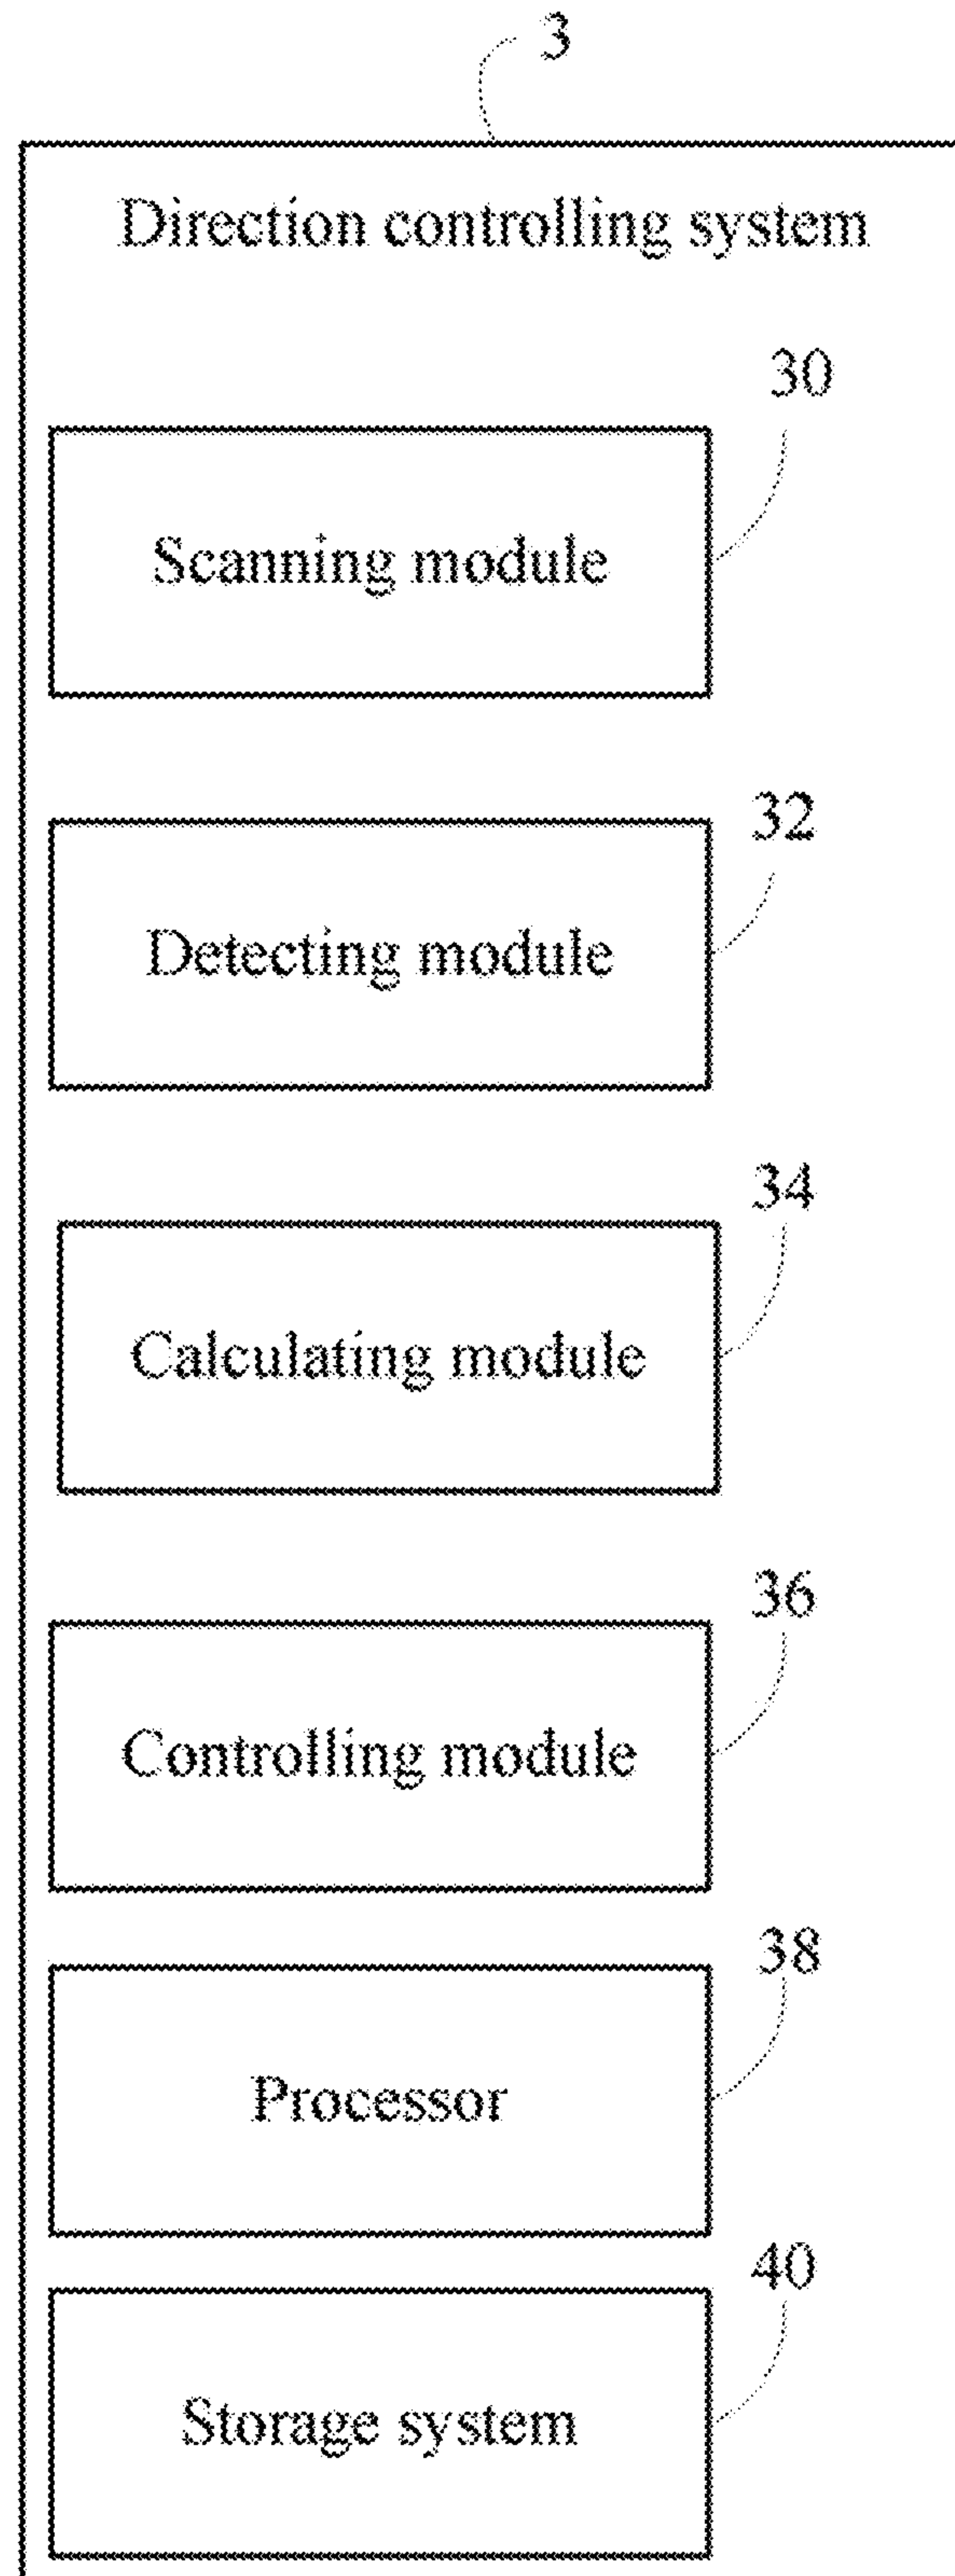 3
Direction controlling system
30
Scanning module
32
Detecting module
34
Calculating module
36
Controlling module
38
Processor
40
Storage system